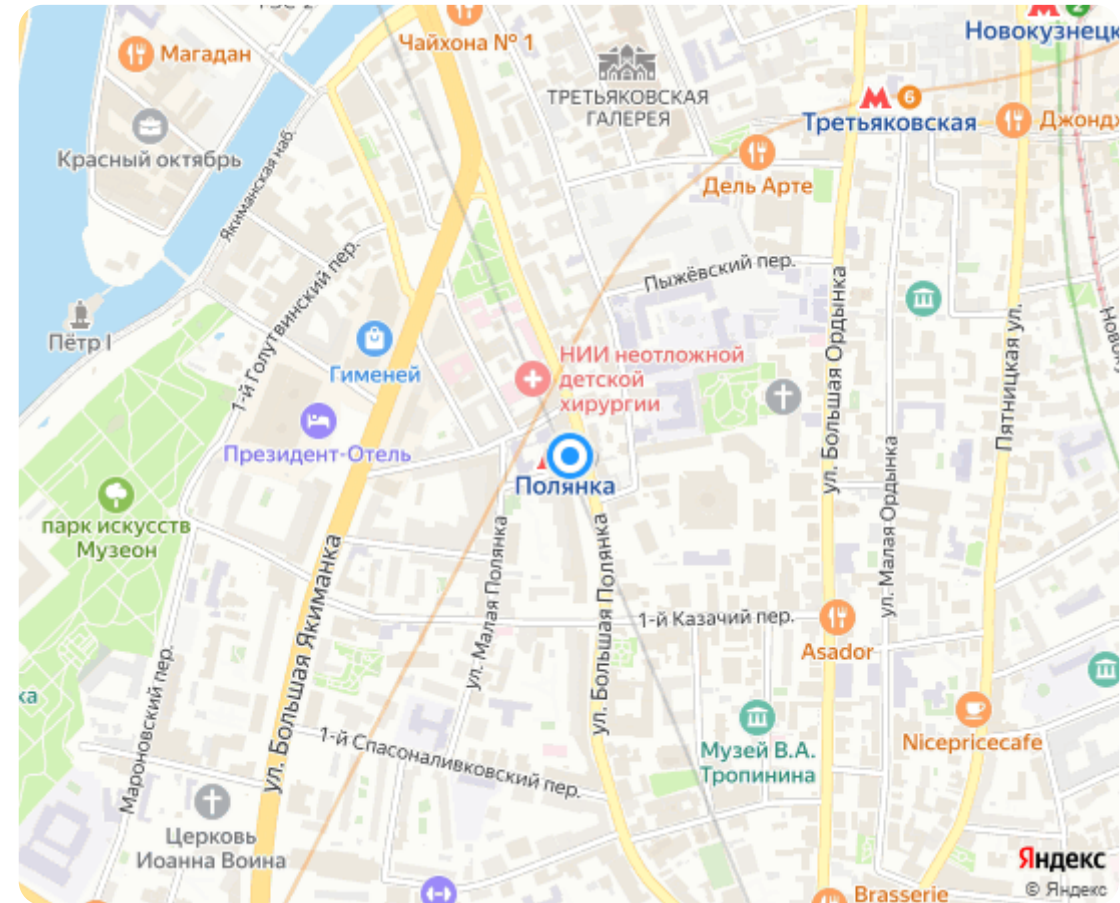 Чайхона № 1
Новокузнецк
Магадан
ТРЕТЬЯКОВСКАЯ
ГАЛЕРЕЯ
6
Третьяковская
Красный октябрь
Якиманская наб.
Дель Арте
1-й Голутвинский пер.
Пыжёвский пер.
Пётр I
Гименей
НИИ неотложной
детской
хирургии
ул. Большая Ордынка
Пятницкая ул.
Президент-Отель
Полянка
парк искусств
Музеон
ул. Малая Ордынка
ул. Большая Якиманка
ул. Малая Полянка
ул. Большая Полянка
1-й Казачий пер.
Asador
Мароновский пер.
1-й Спасоналивковский пер.
Музей В.А.
Тропинина
Nicepricecafe
Церковь
Иоанна Воина
Яндекс
© Яндекс
Brasserie